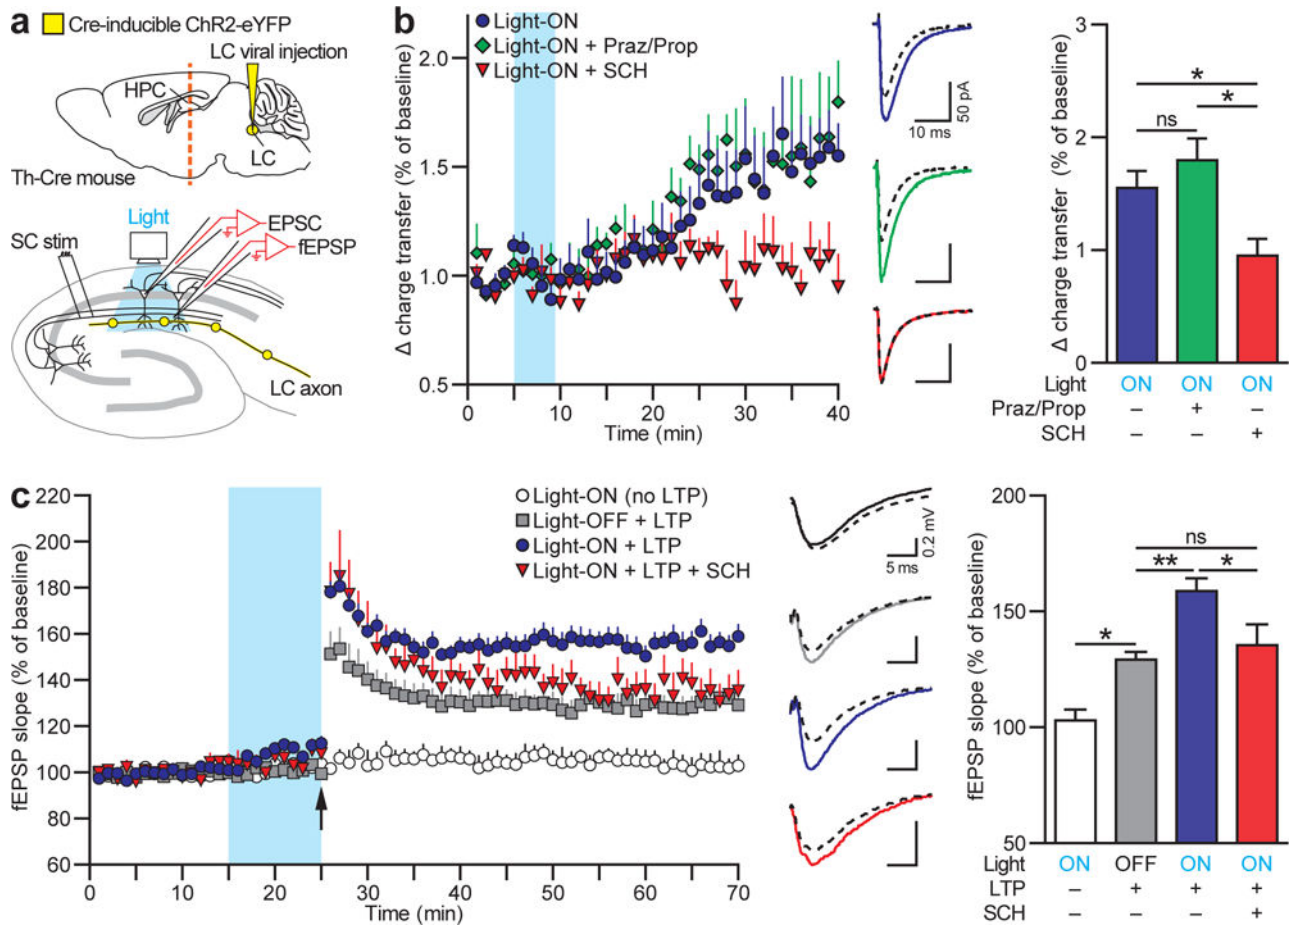 a
Cre-inducible ChR2-eYFP
LC viral injection
HPC
LC
Th-Cre mouse
Light
EPSC
fEPSP
SC stim
LC axon
b
Light-ON
Light-ON + Praz/Prop
Light-ON + SCH
Δ charge transfer (% of baseline)
2.0
1.5
1.0
0.5
0 10 20 30 40
Time (min)
50 pA
10 ms
Δ charge transfer (% of baseline)
3
2
1
0
*
*
ns
Light ON ON ON
Praz/Prop – + –
SCH – – +
c
Light-ON (no LTP)
Light-OFF + LTP
Light-ON + LTP
Light-ON + LTP + SCH
fEPSP slope (% of baseline)
220
200
180
160
140
120
100
80
60
0 10 20 30 40 50 60 70
Time (min)
0.2 mV
5 ms
fEPSP slope (% of baseline)
200
150
100
50
ns
** *
*
Light ON OFF ON ON
LTP – + + +
SCH – – – +